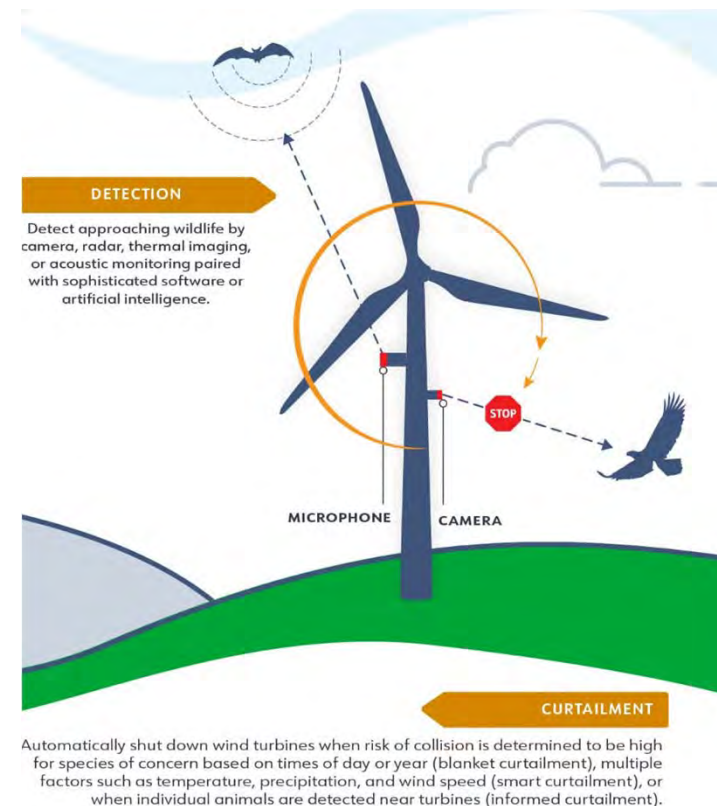 DETECTION
Detect approaching wildlife by
camera, radar, thermal imaging,
or acoustic monitoring paired
with sophisticated software or
artificial intelligence.
STOP
MICROPHONE
CAMERA
CURTAILMENT
Automatically shut down wind turbines when risk of collision is determined to be high
for species of concern based on times of day or year (blanket curtailment), multiple
factors such as temperature, precipitation, and wind speed (smart curtailment), or
when individual animals are detected near turbines (informed curtailment).